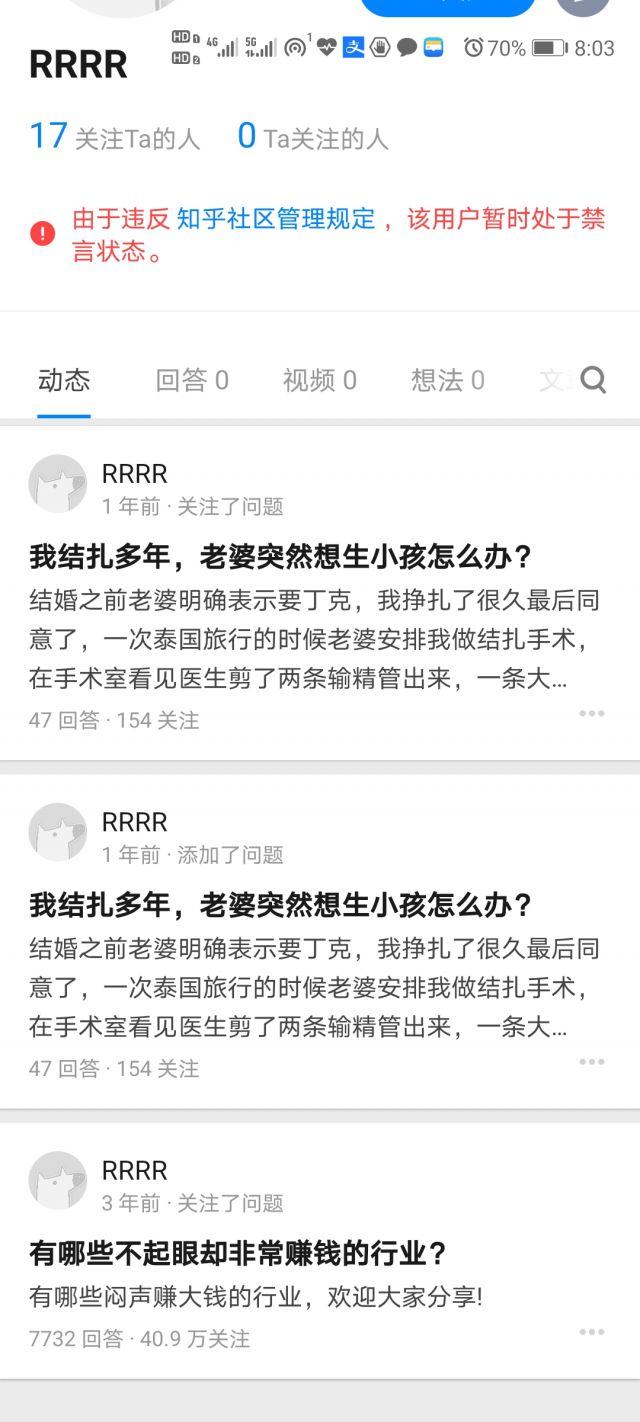 HD 1
HD 2
4G
5G
1
支
70%
8:03
RRRR
17 关注Ta的人 0 Ta关注的人
由于违反 知乎社区管理规定 ，该用户暂时处于禁
言状态。
动态 回答 0 视频 0 想法 0 文
RRRR
1 年前 · 关注了问题
我结扎多年，老婆突然想生小孩怎么办？
结婚之前老婆明确表示要丁克，我挣扎了很久最后同
意了，一次泰国旅行的时候老婆安排我做结扎手术，
在手术室看见医生剪了两条输精管出来，一条大...
47 回答 · 154 关注
RRRR
1 年前 · 添加了问题
我结扎多年，老婆突然想生小孩怎么办？
结婚之前老婆明确表示要丁克，我挣扎了很久最后同
意了，一次泰国旅行的时候老婆安排我做结扎手术，
在手术室看见医生剪了两条输精管出来，一条大...
47 回答 · 154 关注
RRRR
3 年前 · 关注了问题
有哪些不起眼却非常赚钱的行业？
有哪些闷声赚大钱的行业，欢迎大家分享!
7732 回答 · 40.9 万关注